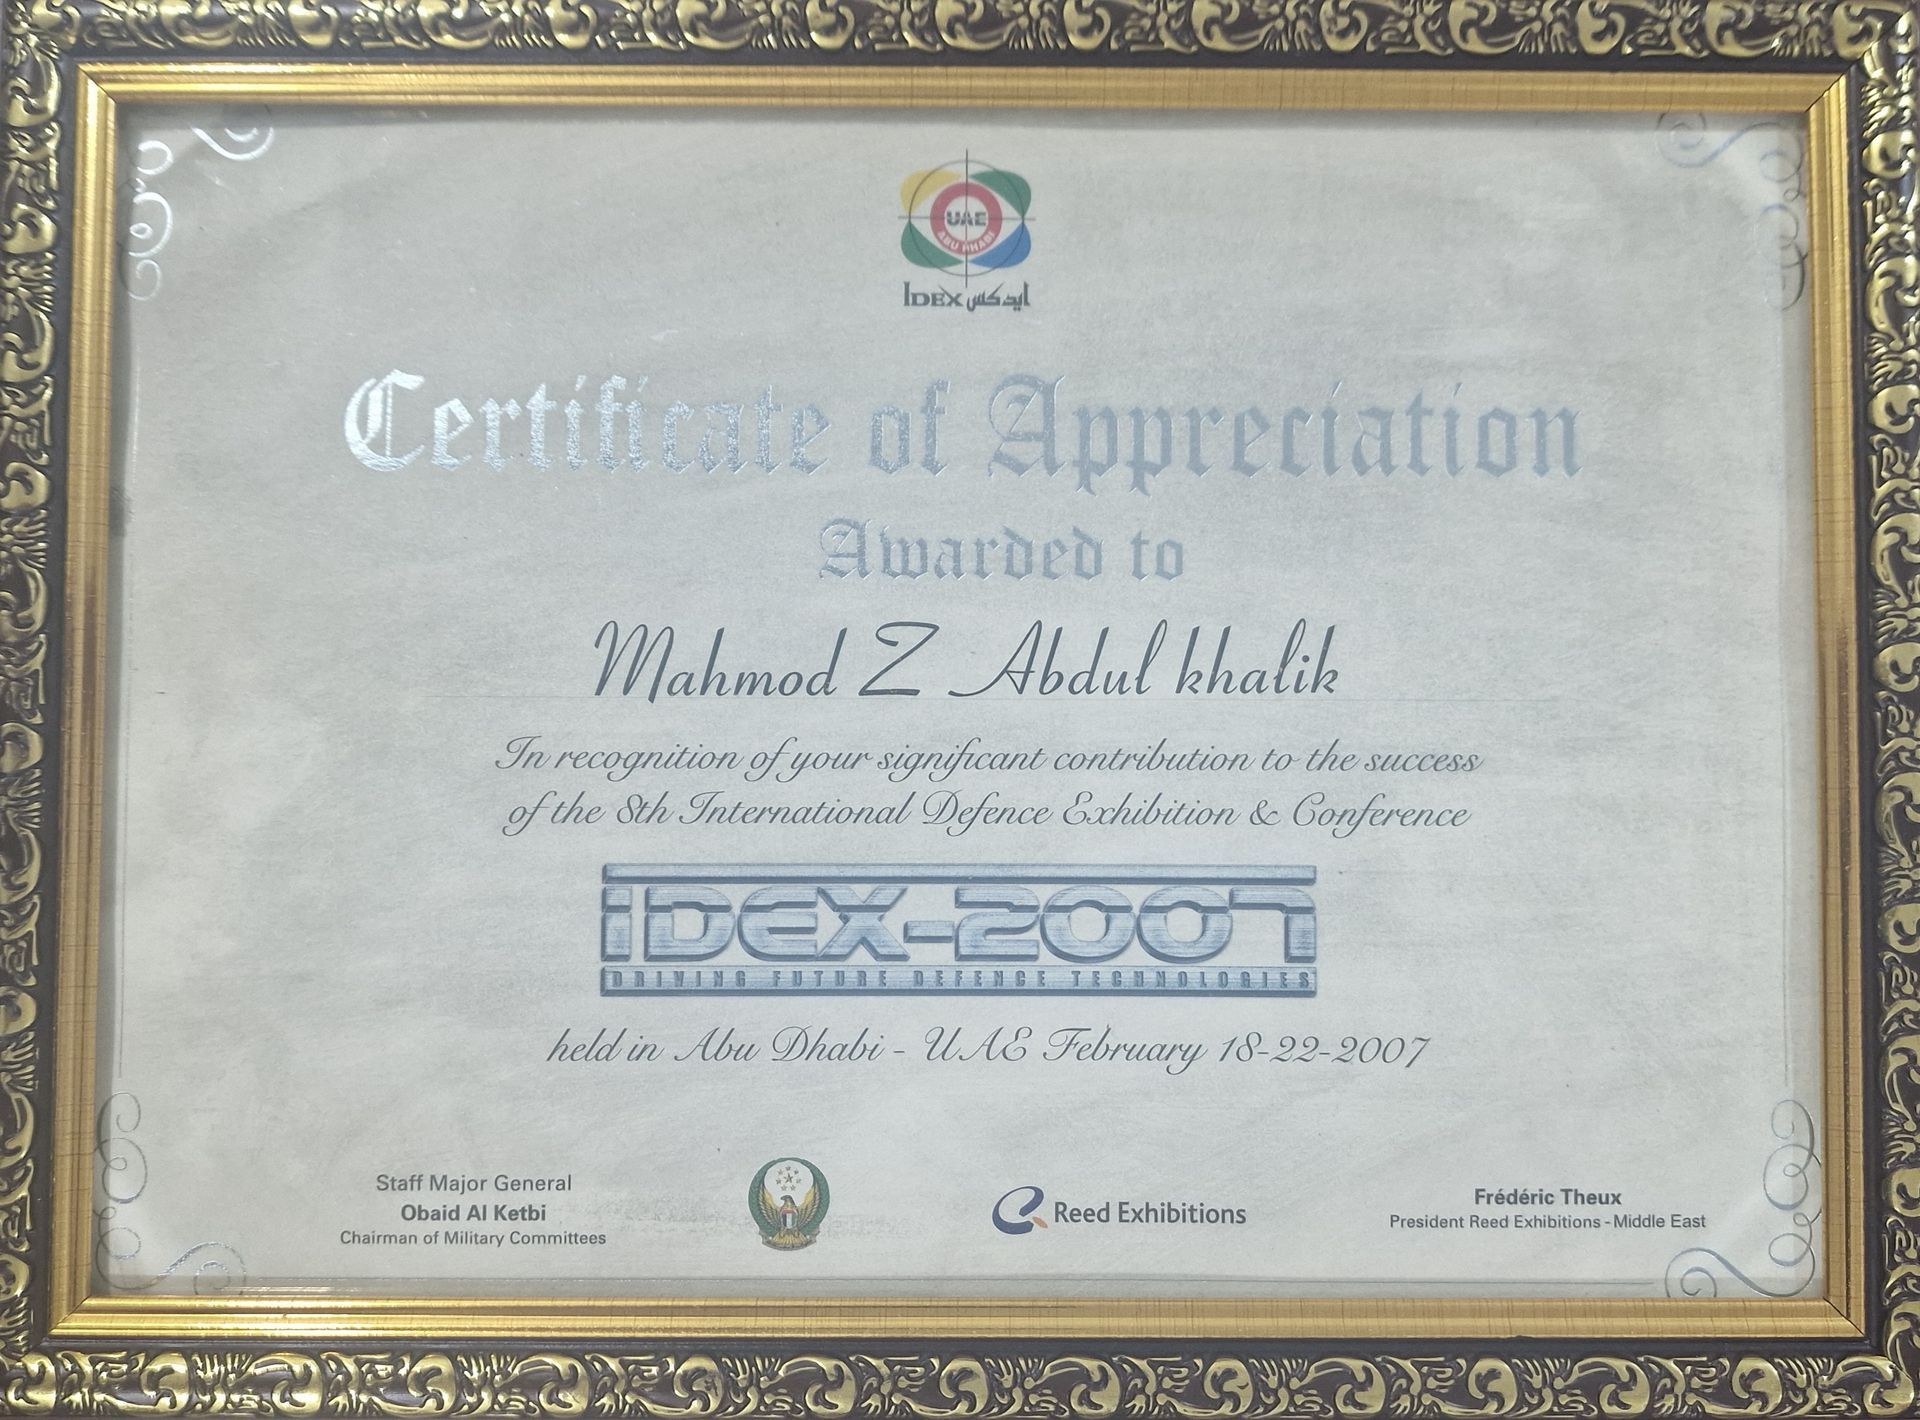 UAE
ABU DHABI
IDEX ايدكس
Certificate of Appreciation
Awarded to
Mahmod Z Abdul khalik
In recognition of your significant contribution to the success
of the 8th International Defence Exhibition & Conference
IDEX-2007
DRIVING FUTURE DEFENCE TECHNOLOGIES
held in Abu Dhabi - UAE February 18-22-2007
Staff Major General
Obaid Al Ketbi
Chairman of Military Committees
Reed Exhibitions
Frédéric Theux
President Reed Exhibitions - Middle East